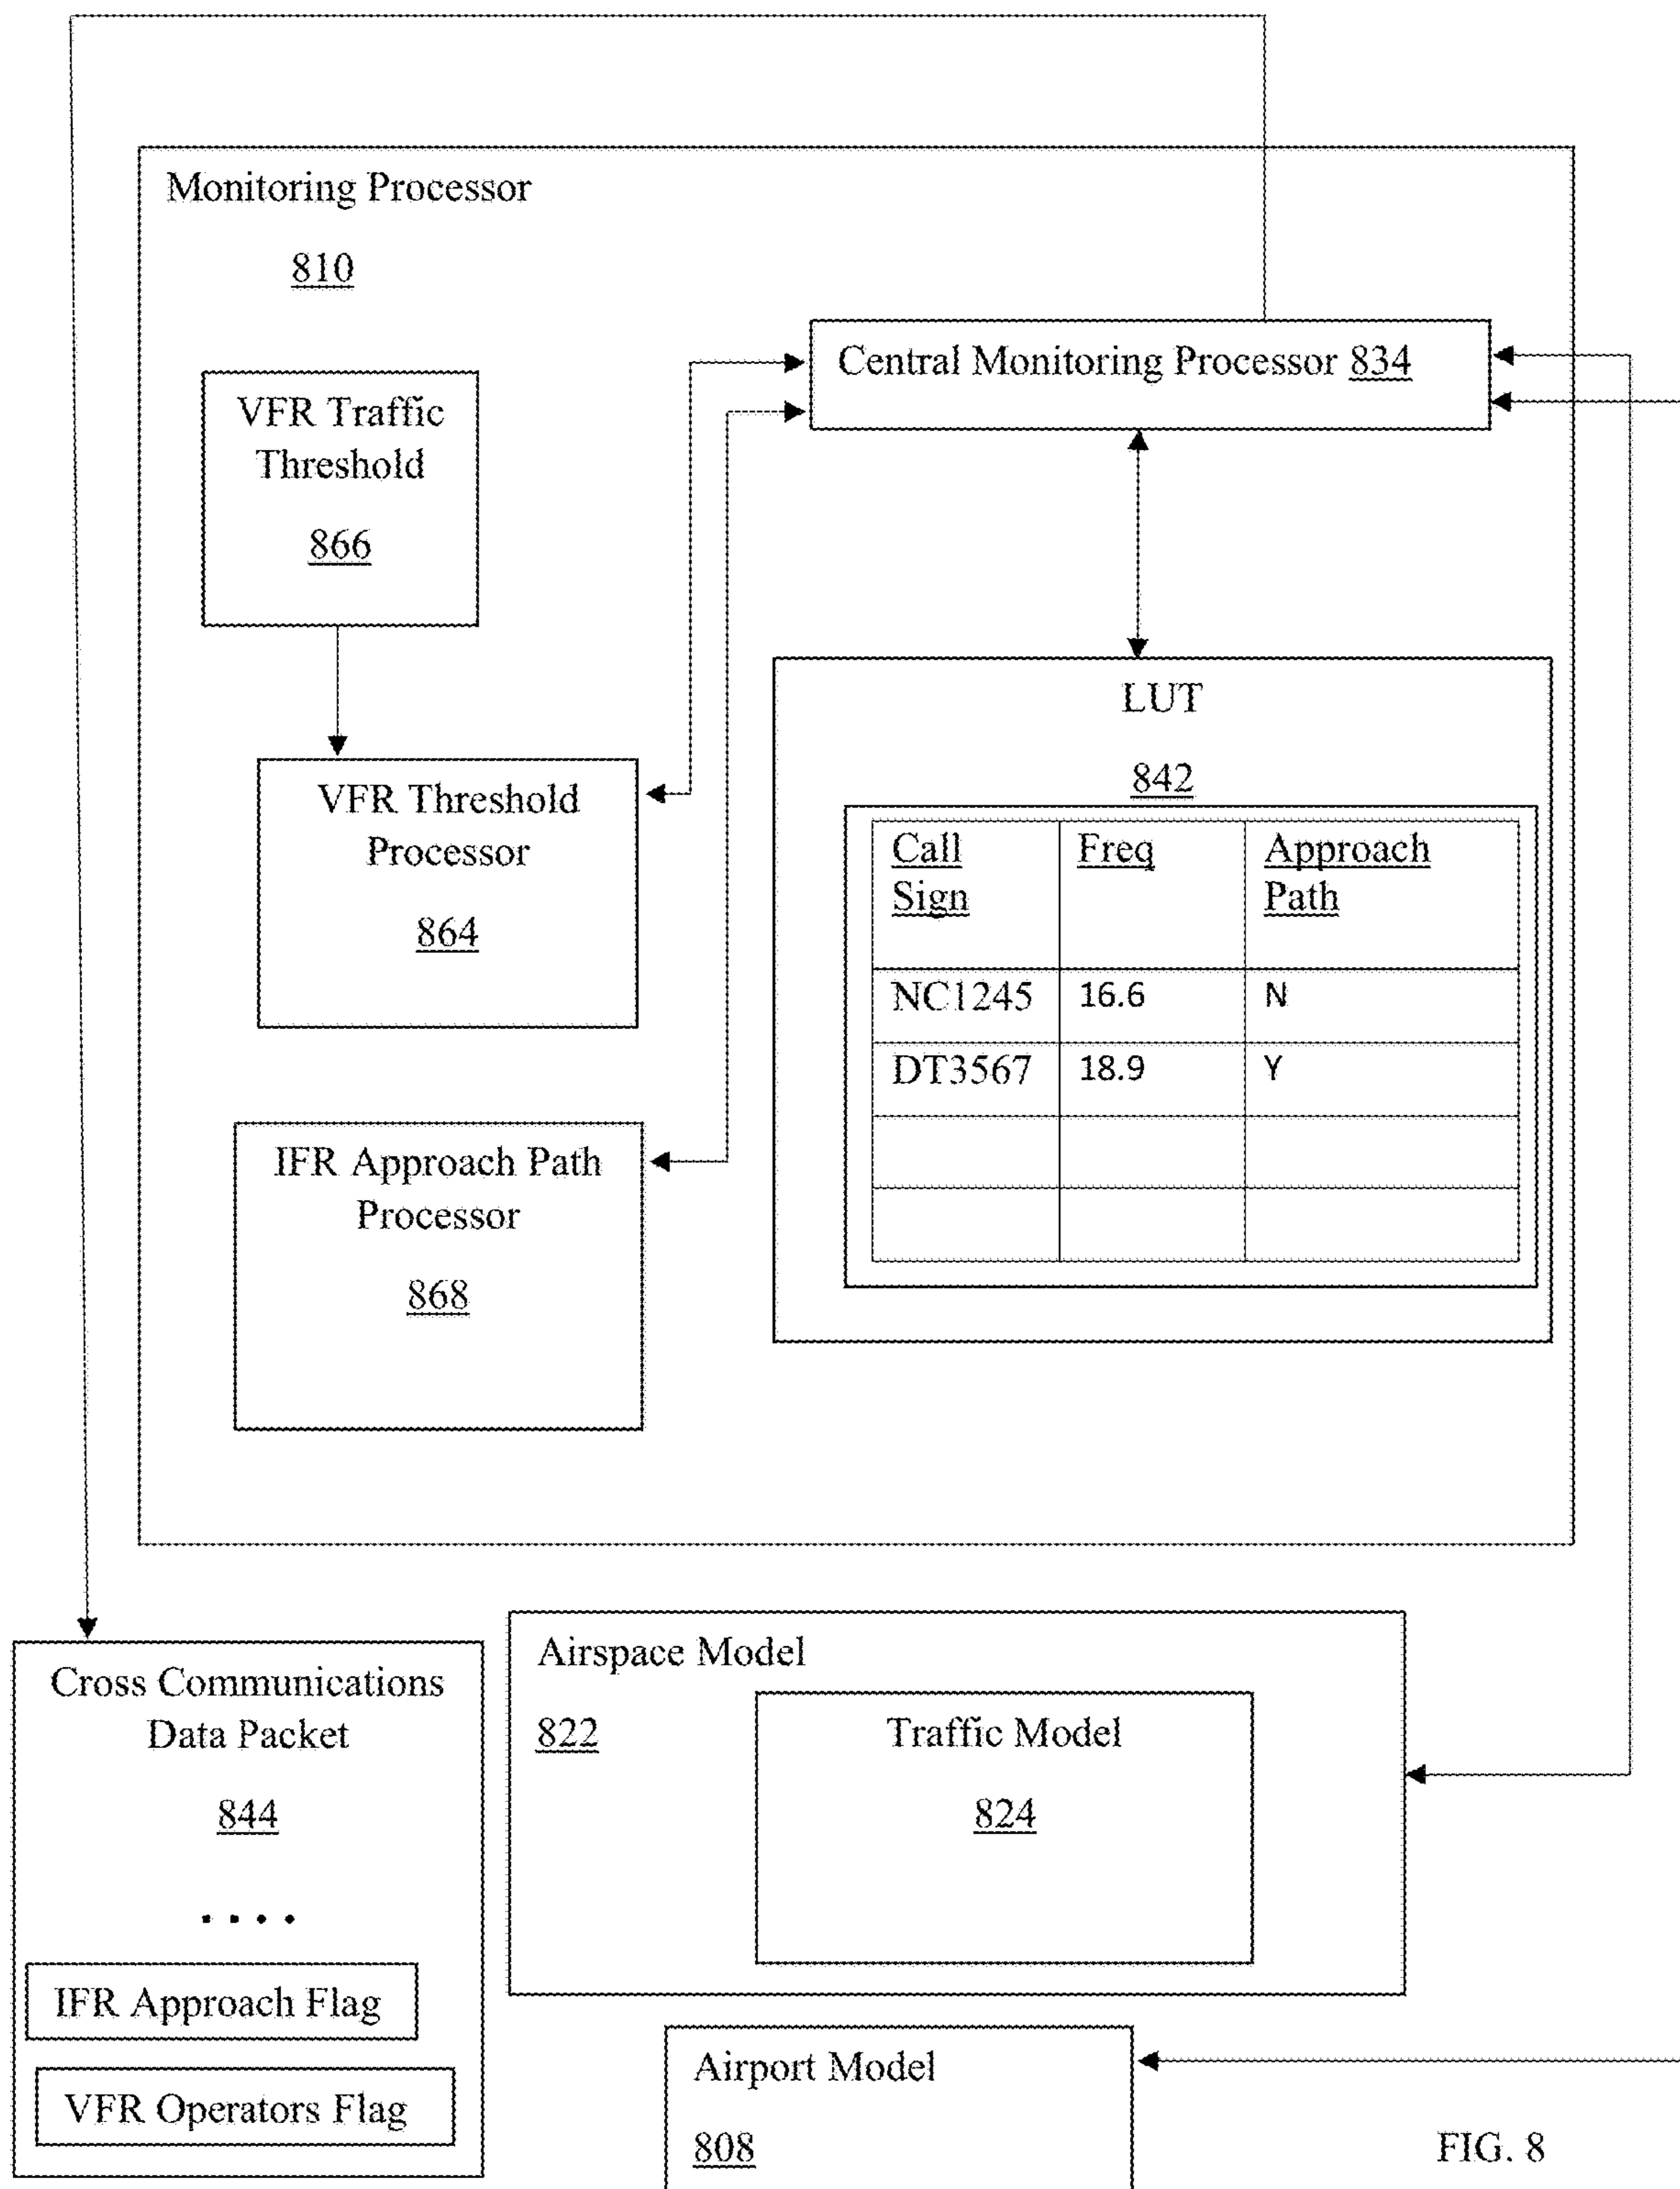 Monitoring Processor
810
Central Monitoring Processor 834
VFR Traffic
Threshold
866
LUT
842
VFR Threshold
Processor
864
Call
Sign
Freq
Approach
Path
NC1245 16.6 N
DT3567 18.9 Y
IFR Approach Path
Processor
868
Cross Communications
Data Packet
844
....
IFR Approach Flag
VFR Operators Flag
Airspace Model
822
Traffic Model
824
Airport Model
808
FIG. 8